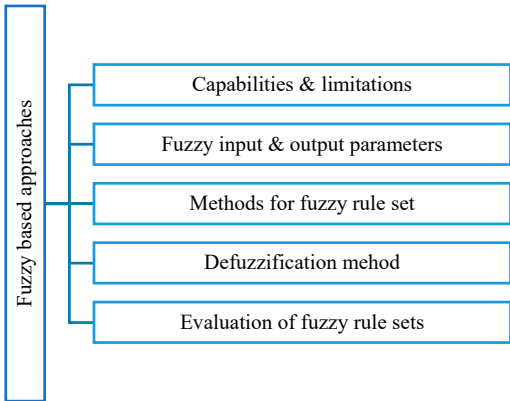 Fuzzy based approaches
Capabilities & limitations
Fuzzy input & output parameters
Methods for fuzzy rule set
Defuzzification mehod
Evaluation of fuzzy rule sets